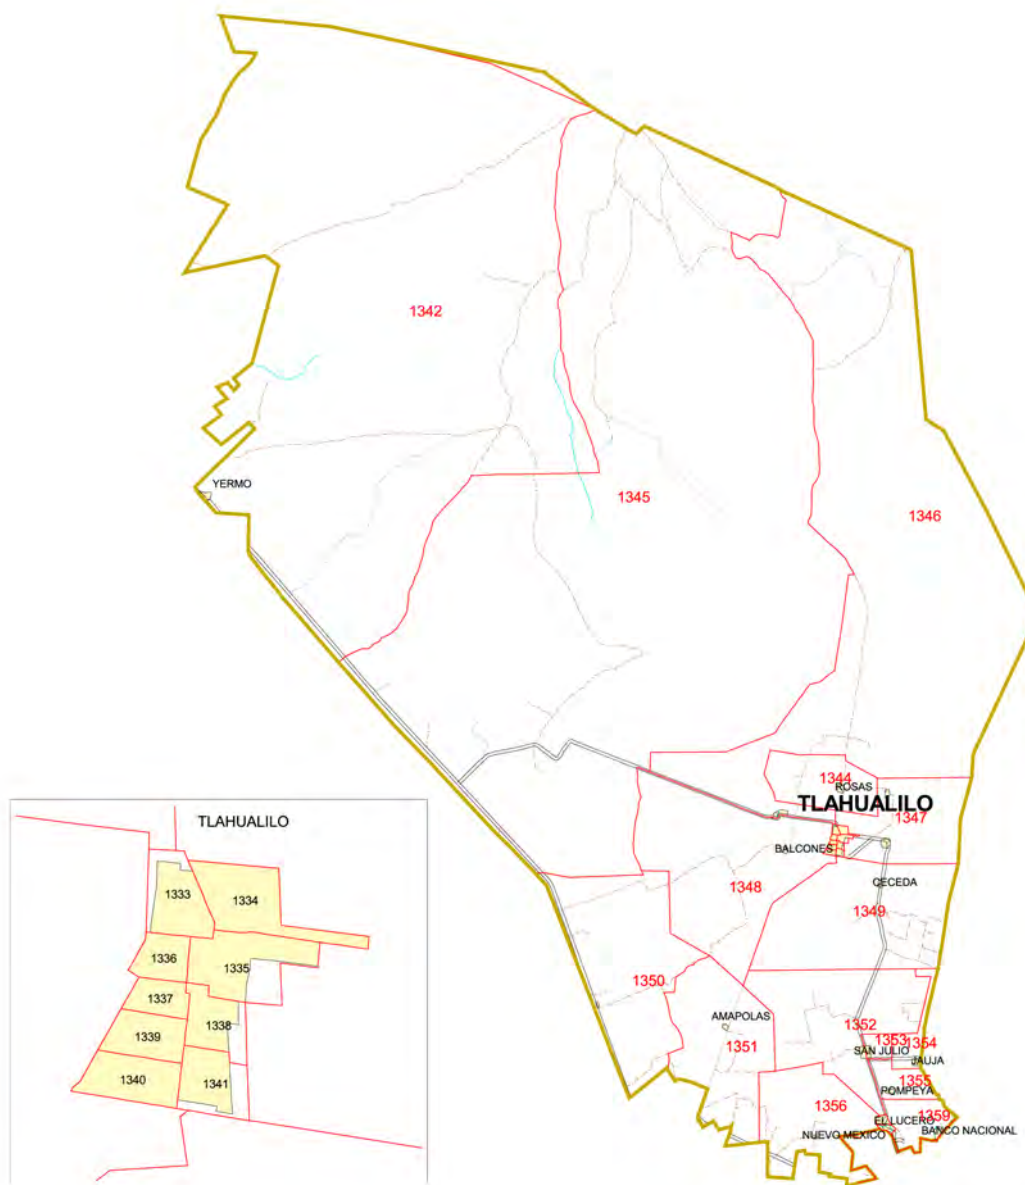 1342
YERMO
1345
1346
1344
ROSAS
TLAHUALILO
1347
BALCONES
1348
CECEDA
1349
1350
AMAPOLAS
1351
1352
1353
1354
SAN JULIO
JAUJA
1355
POMPEYA
1356
1359
EL LUCERO
NUEVO MEXICO
BANCO NACIONAL
TLAHUALILO
1333
1334
1336
1335
1337
1338
1339
1340
1341